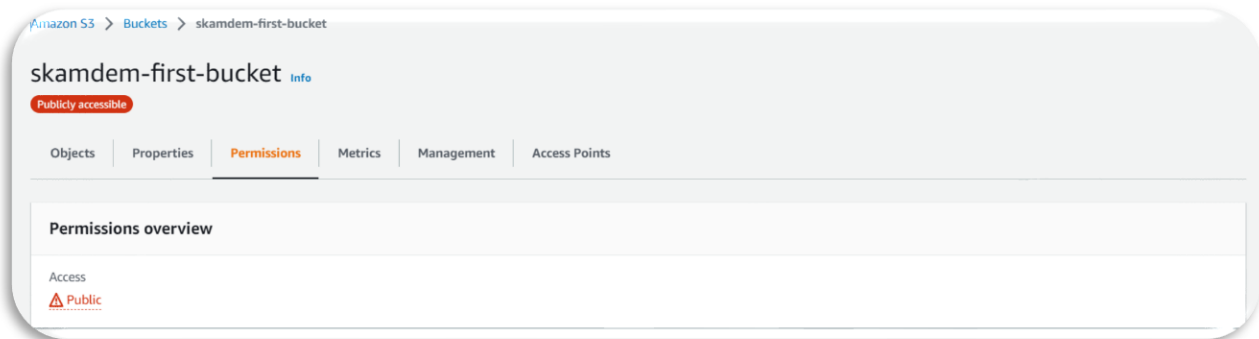 Amazon S3 > Buckets > skamdem-first-bucket
skamdem-first-bucket Info
Publicly accessible
Objects Properties Permissions Metrics Management Access Points
Permissions overview
Access
Public